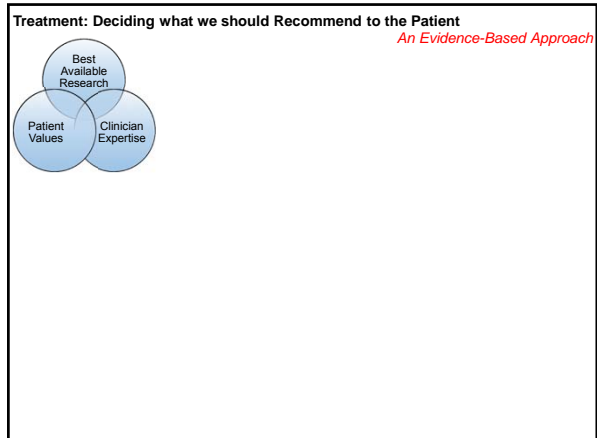 Treatment: Deciding what we should Recommend to the Patient
An Evidence-Based Approach
Best
Available
Research
Patient
Values
Clinician
Expertise